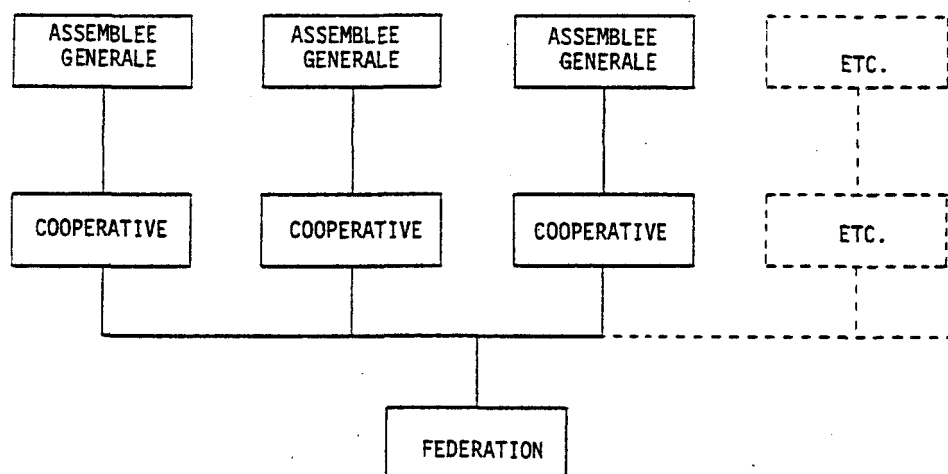 ASSEMBLEE
GENERALE
ASSEMBLEE
GENERALE
ASSEMBLEE
GENERALE
ETC.
COOPERATIVE
COOPERATIVE
COOPERATIVE
ETC.
FEDERATION